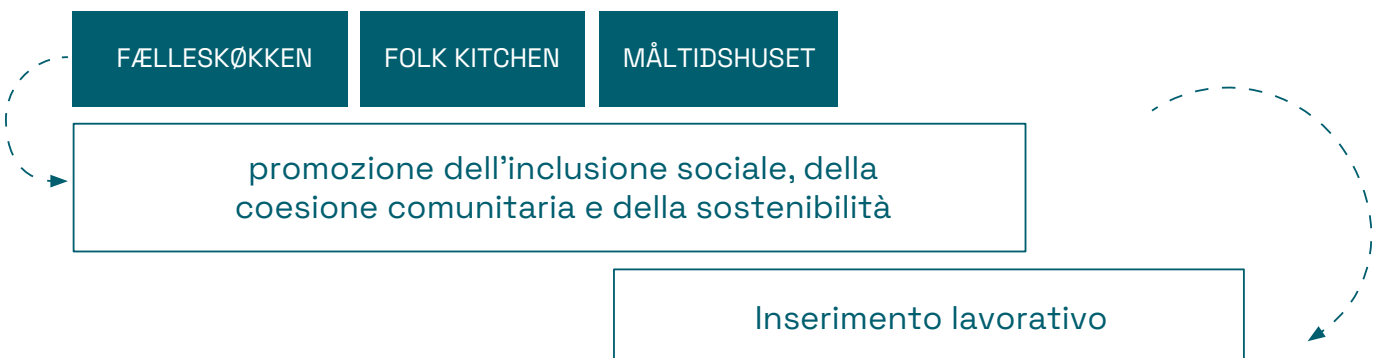 FÆLLESKØKKEN
FOLK KITCHEN
MÅLTIDSHUSET
promozione dell'inclusione sociale, della
coesione comunitaria e della sostenibilità
Inserimento lavorativo